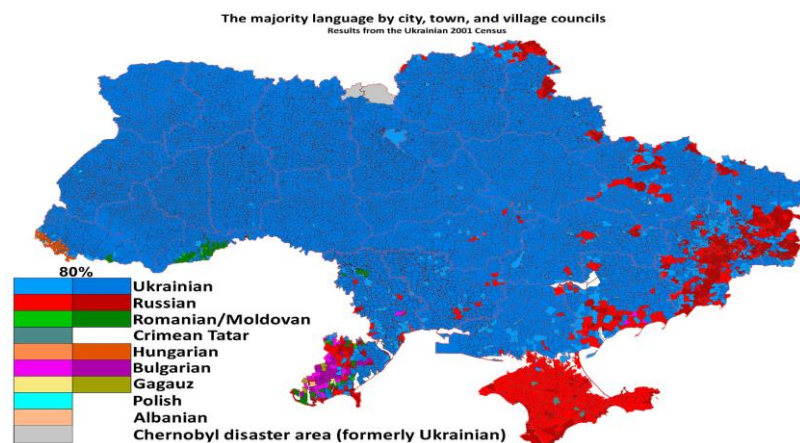 The majority language by city, town, and village councils
Results from the Ukrainian 2001 Census
80%
Ukrainian
Russian
Romanian/Moldovan
Crimean Tatar
Hungarian
Bulgarian
Gagauz
Polish
Albanian
Chernobyl disaster area (formerly Ukrainian)